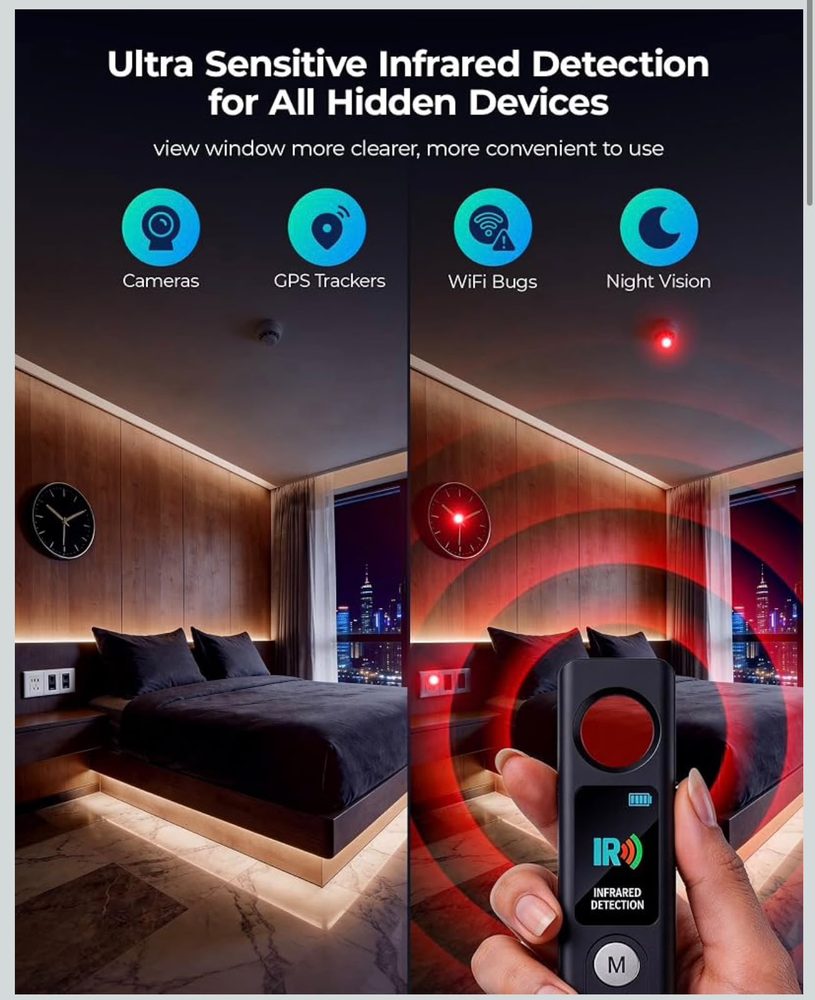 Ultra Sensitive Infrared Detection
for All Hidden Devices
view window more clearer, more convenient to use
Cameras
GPS Trackers
WiFi Bugs
Night Vision
IR
INFRARED
DETECTION
M